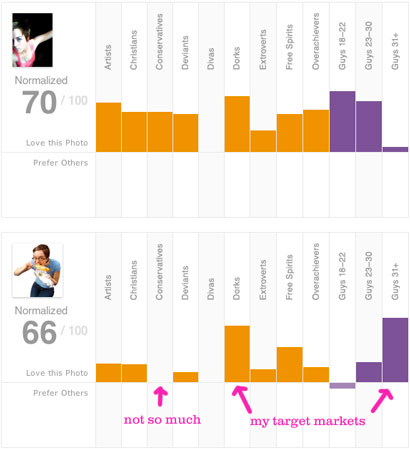 Artists
Christians
Conservatives
Deviants
Divas
Dorks
Extroverts
Free Spirits
Overachievers
Guys 18–22
Guys 23–30
Guys 31+
Normalized
70 / 100
Love this Photo
Prefer Others
Artists
Christians
Conservatives
Deviants
Divas
Dorks
Extroverts
Free Spirits
Overachievers
Guys 18–22
Guys 23–30
Guys 31+
Normalized
66 / 100
Love this Photo
Prefer Others
not so much
my target markets